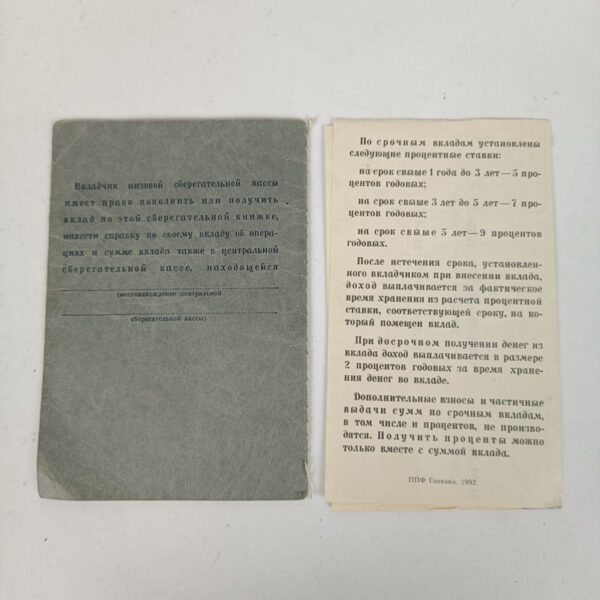 Вкладчик низовой сберегательной кассы
имеет право пополнить или получить
вклад по этой сберегательной книжке,
навести справку по своему вкладу об опера-
циях и сумме вклада также в центральной
сберегательной кассе, находящейся
(местонахождение центральной
сберегательной кассы)
По срочным вкладам установлены
следующие процентные ставки:
на срок свыше 1 года до 3 лет—5 про-
центов годовых;
на срок свыше 3 лет до 5 лет—7 про-
центов годовых;
на срок свыше 5 лет—9 процентов
годовых.
После истечения срока, установлен-
ного вкладчиком при внесении вклада,
доход выплачивается за фактическое
время хранения из расчета процентной
ставки, соответствующей сроку, на ко-
торый помещен вклад.
При досрочном получении денег из
вклада доход выплачивается в размере
2 процентов годовых за время хране-
ния денег во вкладе.
Дополнительные взносы и частичные
выдачи сумм по срочным вкладам,
в том числе и процентов, не произво-
дятся. Получить проценты можно
только вместе с суммой вклада.
ППФ Гознака. 1992.